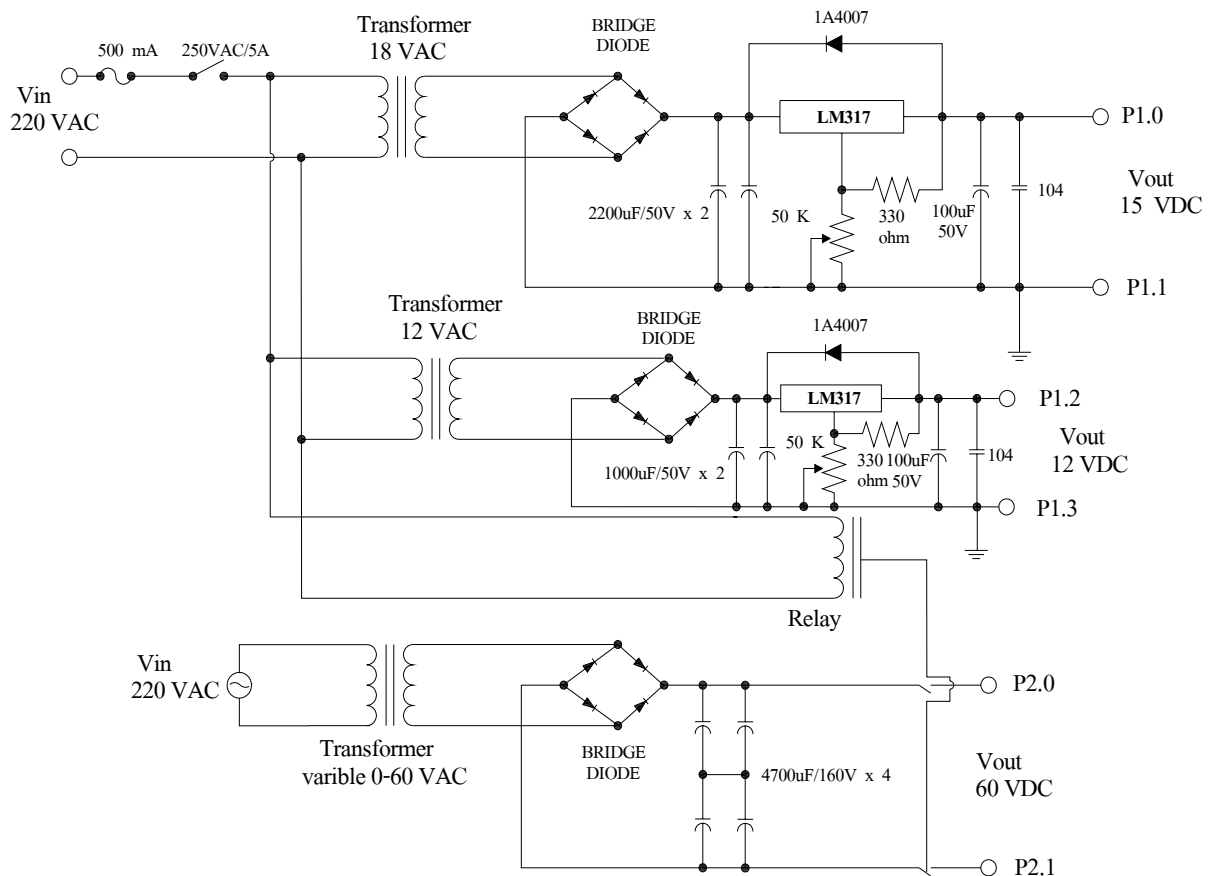 Transformer
18 VAC
BRIDGE
DIODE
1A4007
500 mA
250VAC/5A
Vin
220 VAC
LM317
P1.0
2200uF/50V x 2
50 K
330
ohm
100uF
50V
104
Vout
15 VDC
P1.1
Transformer
12 VAC
BRIDGE
DIODE
1A4007
LM317
P1.2
1000uF/50V x 2
50 K
330
ohm
100uF
50V
104
Vout
12 VDC
P1.3
Relay
Vin
220 VAC
Transformer
varible 0-60 VAC
BRIDGE
DIODE
4700uF/160V x 4
P2.0
Vout
60 VDC
P2.1